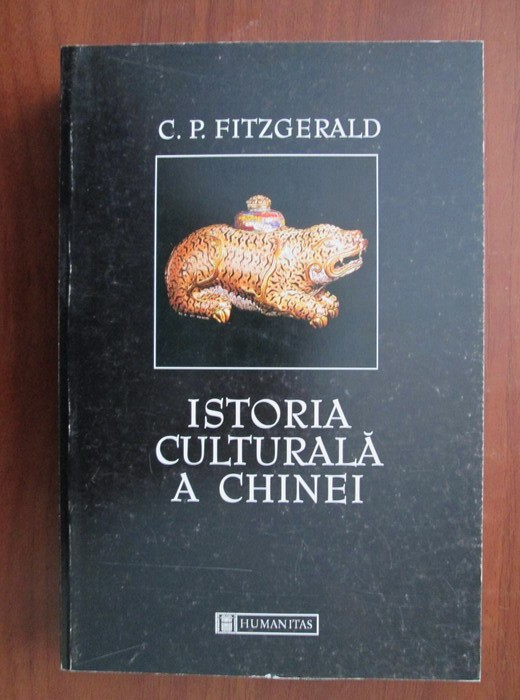 C. P. FITZGERALD
ISTORIA
CULTURALĂ
A CHINEI
HUMANITAS